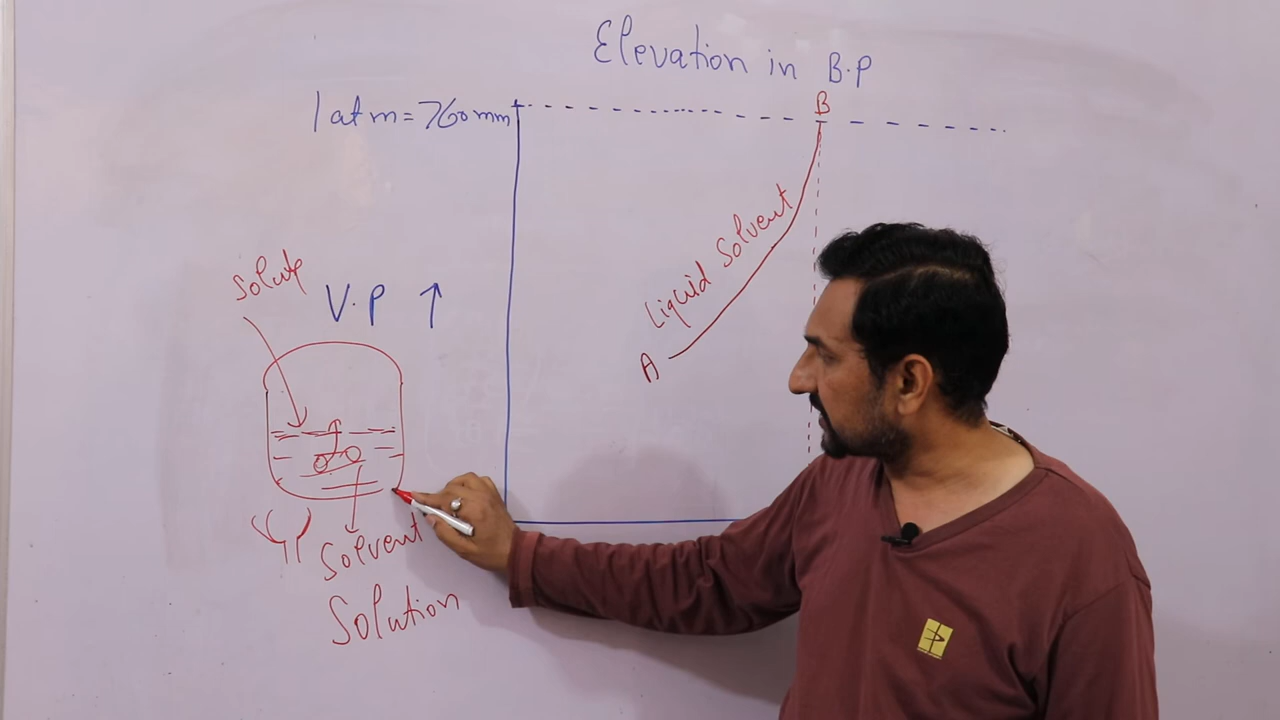 Elevation in B.P
1 atm = 760 mm
B
Liquid Solvent
A
Solute
V.P ↑
Solvent
Solution